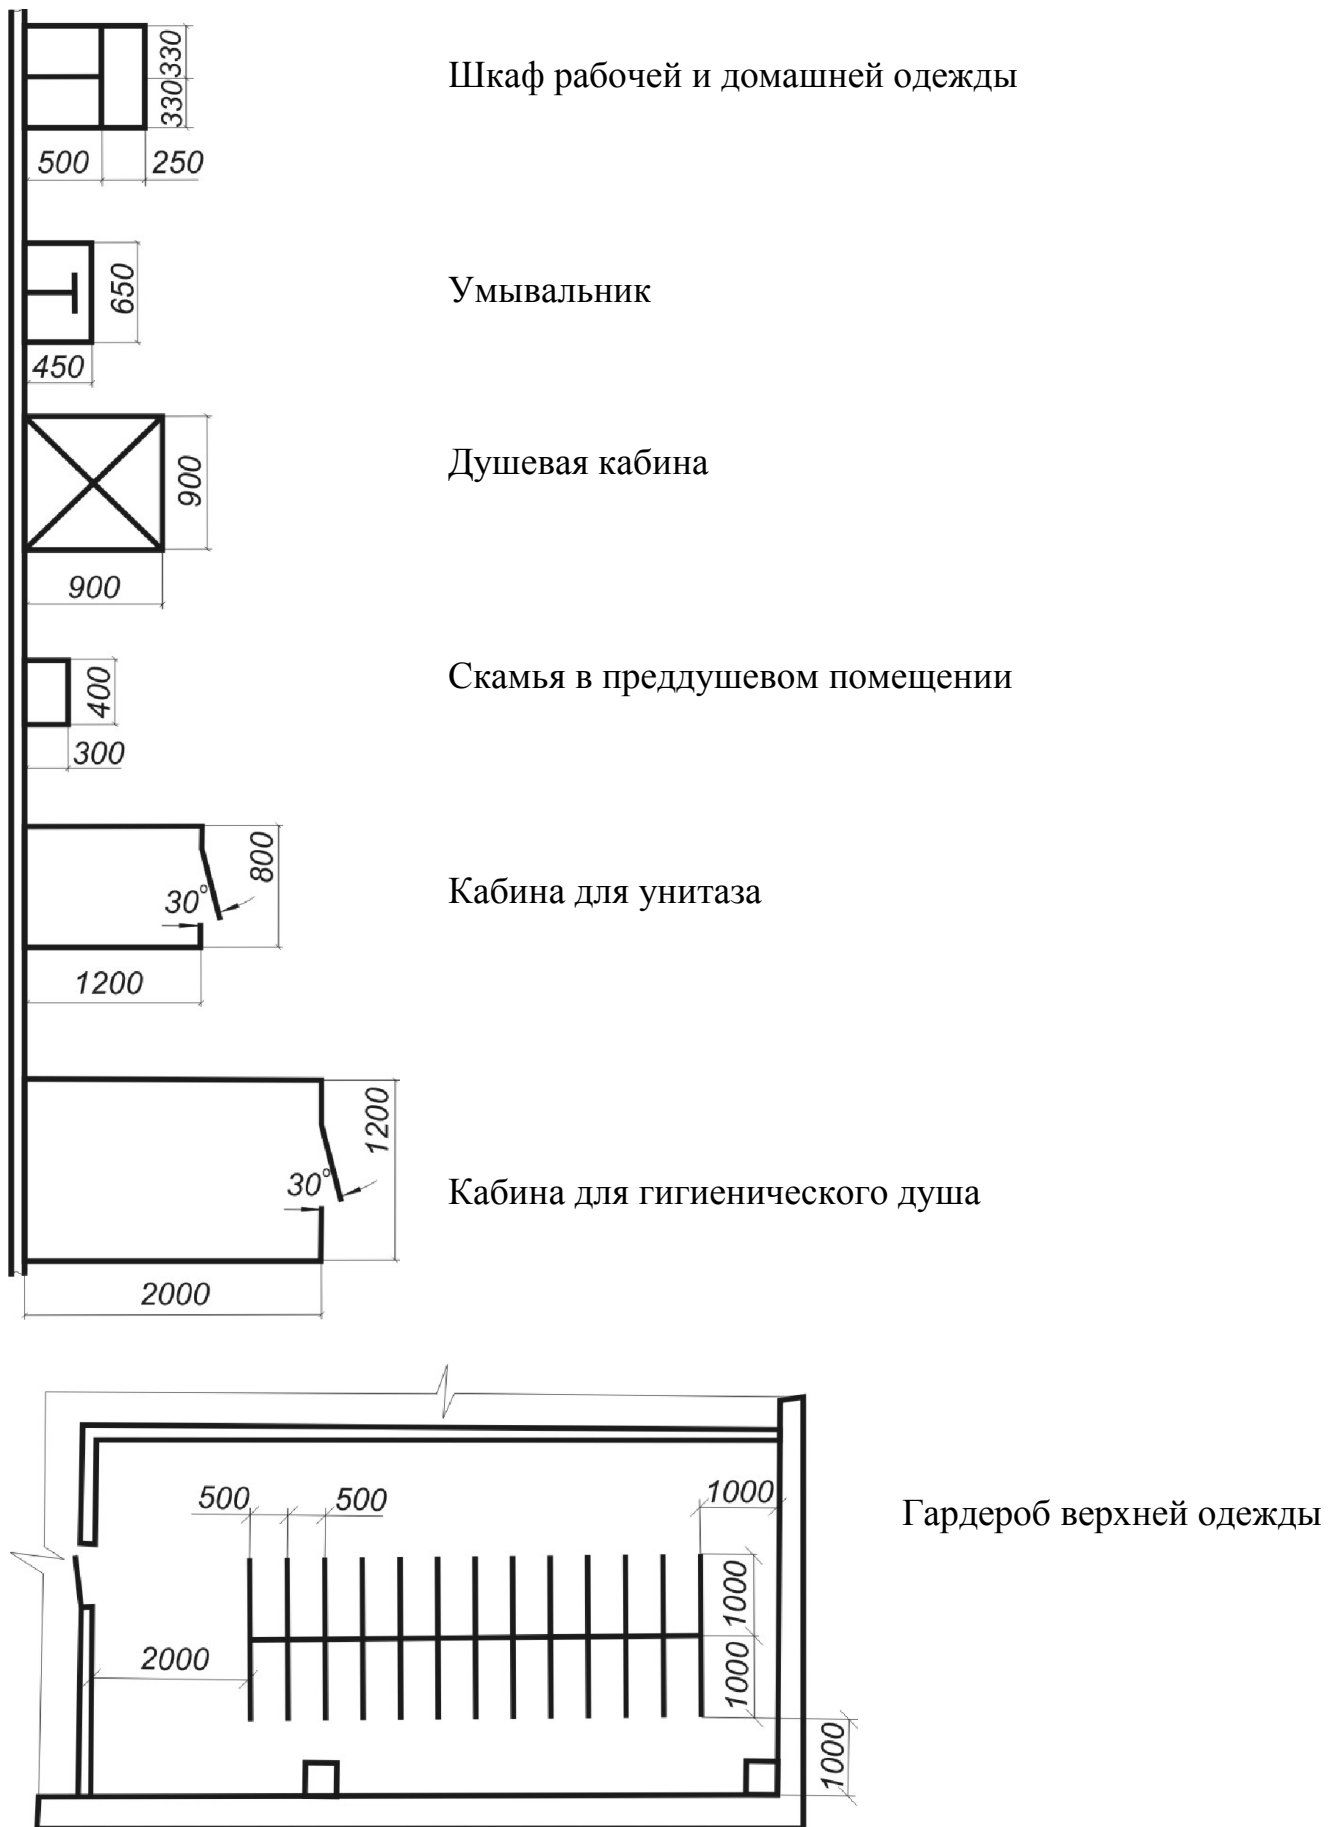 330
330
Шкаф рабочей и домашней одежды
500 250
650
Умывальник
450
900
Душевая кабина
900
400
Скамья в преддушевом помещении
300
800
30°
Кабина для унитаза
1200
1200
30°
Кабина для гигиенического душа
2000
500 500 1000
Гардероб верхней одежды
1000
2000
1000
1000